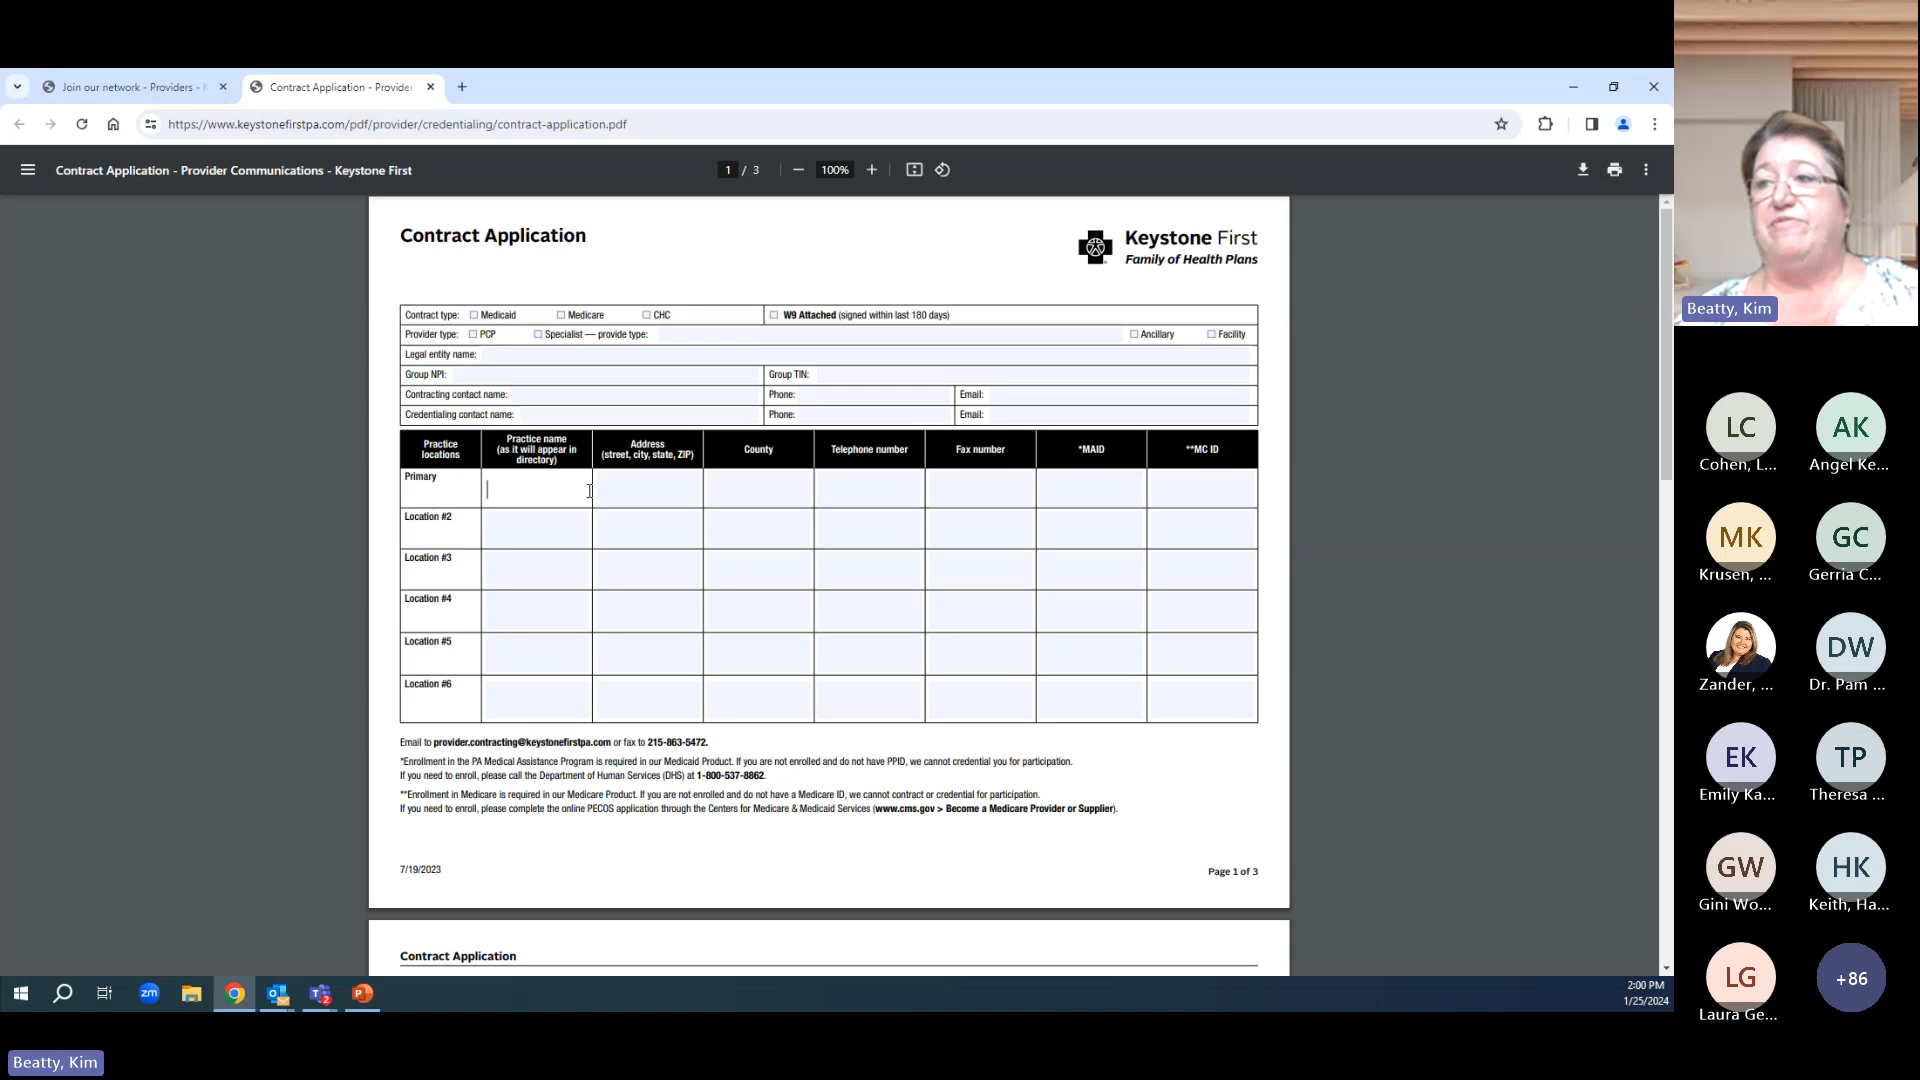 Join our network - Providers -
Contract Application - Provider
https://www.keystonefirstpa.com/pdf/provider/credentialing/contract-application.pdf
Contract Application - Provider Communications - Keystone First
1 / 3
100%
Contract Application
Keystone First
Family of Health Plans
Contract type: Medicaid Medicare CHC W9 Attached (signed within last 180 days)
Provider type: PCP Specialist — provide type: Ancillary Facility
Legal entity name:
Group NPI: Group TIN:
Contracting contact name: Phone: Email:
Credentialing contact name: Phone: Email:
Practice locations
Practice name (as it will appear in directory)
Address (street, city, state, ZIP)
County
Telephone number
Fax number
*MAID
**MC ID
Primary
Location #2
Location #3
Location #4
Location #5
Location #6
Email to provider.contracting@keystonefirstpa.com or fax to 215-863-5472.
*Enrollment in the PA Medical Assistance Program is required in our Medicaid Product. If you are not enrolled and do not have PPID, we cannot credential you for participation.
If you need to enroll, please call the Department of Human Services (DHS) at 1-800-537-8862.
**Enrollment in Medicare is required in our Medicare Product. If you are not enrolled and do not have a Medicare ID, we cannot contract or credential for participation.
If you need to enroll, please complete the online PECOS application through the Centers for Medicare & Medicaid Services (www.cms.gov > Become a Medicare Provider or Supplier).
7/19/2023
Page 1 of 3
Contract Application
zm
2
P
2:00 PM
1/25/2024
Beatty, Kim
Beatty, Kim
LC
Cohen, L...
AK
Angel Ke...
MK
Krusen, ...
GC
Gerria C...
Zander, ...
DW
Dr. Pam ...
EK
Emily Ka...
TP
Theresa ...
GW
Gini Wo...
HK
Keith, Ha...
LG
Laura Ge...
+86